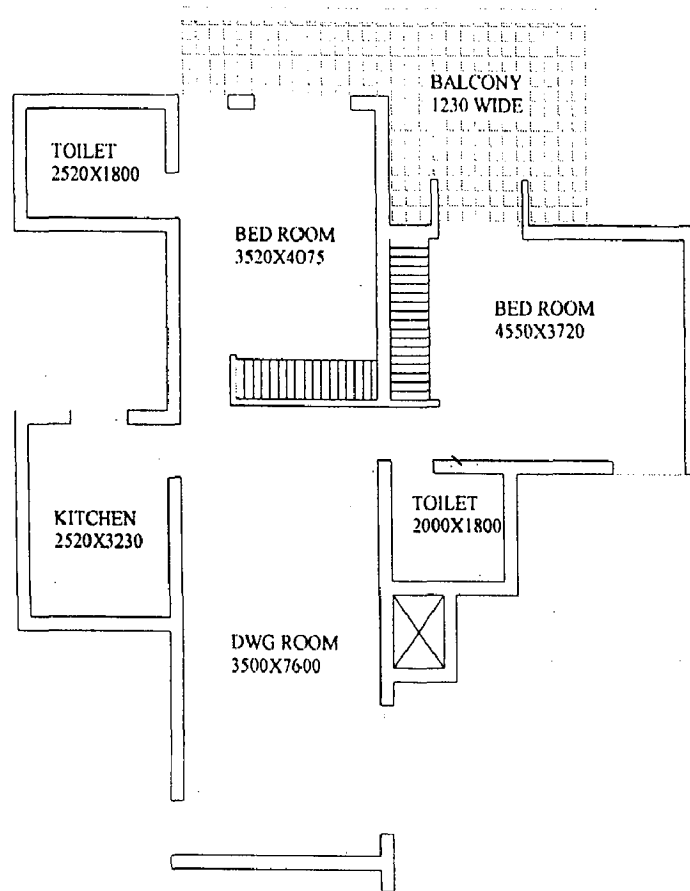 BALCONY
1230 WIDE
TOILET
2520X1800
BED ROOM
3520X4075
BED ROOM
4550X3720
KITCHEN
2520X3230
TOILET
2000X1800
DWG ROOM
3500X7600